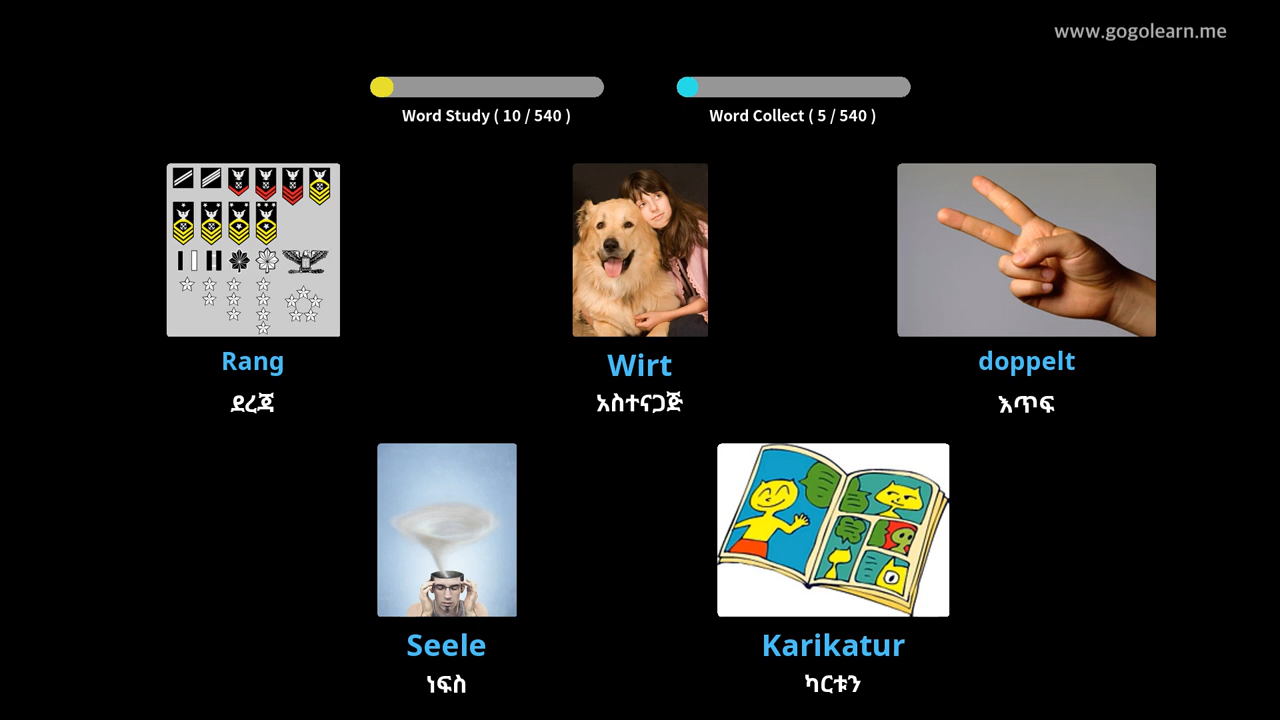 www.gogolearn.me
Word Study ( 10 / 540 )
Word Collect ( 5 / 540 )
Rang
ደረጃ
Wirt
አስተናጋጅ
doppelt
እጥፍ
Seele
ነፍስ
Karikatur
ካርቱን